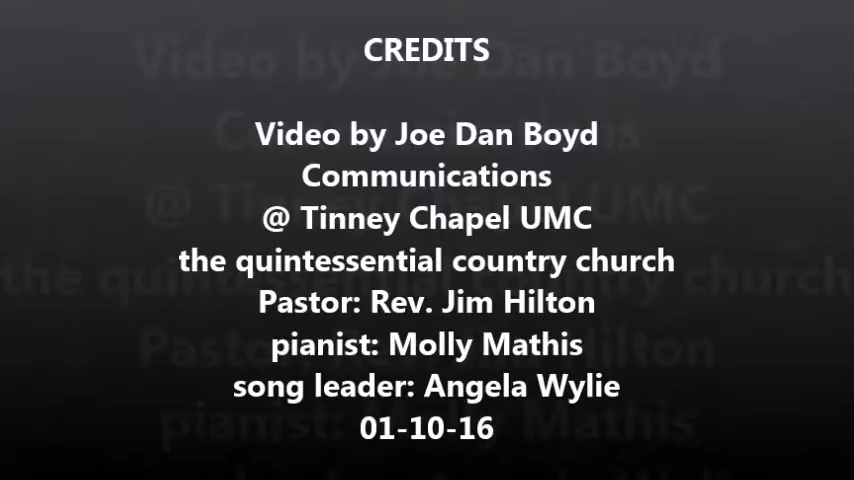 CREDITS
Video by Joe Dan Boyd
Communications
@ Tinney Chapel UMC
the quintessential country church
Pastor: Rev. Jim Hilton
pianist: Molly Mathis
song leader: Angela Wylie
01-10-16